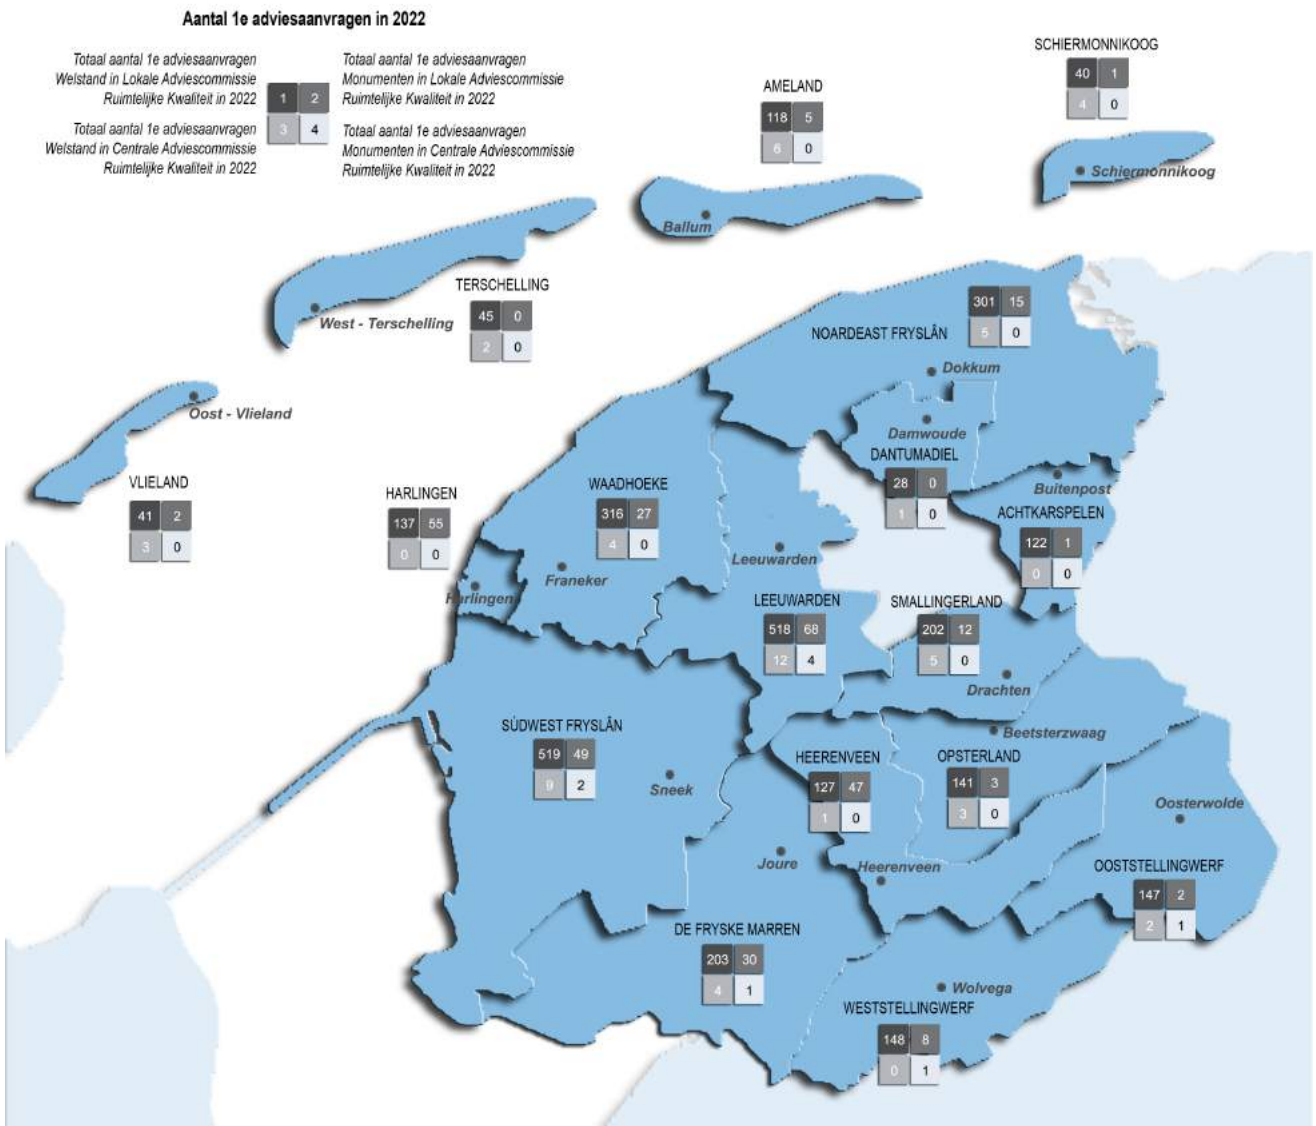 Aantal 1e adviesaanvragen in 2022
Totaal aantal 1e adviesaanvragen
Welstand in Lokale Adviescommissie
Ruimtelijke Kwaliteit in 2022
1 2
3 4
Totaal aantal 1e adviesaanvragen
Monumenten in Lokale Adviescommissie
Ruimtelijke Kwaliteit in 2022
Totaal aantal 1e adviesaanvragen
Welstand in Centrale Adviescommissie
Ruimtelijke Kwaliteit in 2022
Totaal aantal 1e adviesaanvragen
Monumenten in Centrale Adviescommissie
Ruimtelijke Kwaliteit in 2022
SCHIERMONNIKOOG
40 1
4 0
Schiermonnikoog
AMELAND
118 5
6 0
Ballum
TERSCHELLING
45 0
2 0
West - Terschelling
Oost - Vlieland
VLIELAND
41 2
3 0
301 15
5 0
NOARDEAST FRYSLÂN
Dokkum
Damwoude
DANTUMADIEL
28 0
1 0
Buitenpost
ACHTKARSPELEN
122 1
0 0
HARLINGEN
137 55
0 0
Harlingen
WAADHOEKE
316 27
4 0
Franeker
Leeuwarden
LEEUWARDEN
518 68
12 4
SMALLINGERLAND
202 12
5 0
Drachten
SÚDWEST FRYSLÂN
519 49
9 2
Sneek
HEERENVEEN
127 47
1 0
Heerenveen
Beetsterzwaag
OPSTERLAND
141 3
3 0
Oosterwolde
OOSTSTELLINGWERF
147 2
2 1
Joure
DE FRYSKE MARREN
203 30
4 1
Wolvega
WESTSTELLINGWERF
148 8
0 1